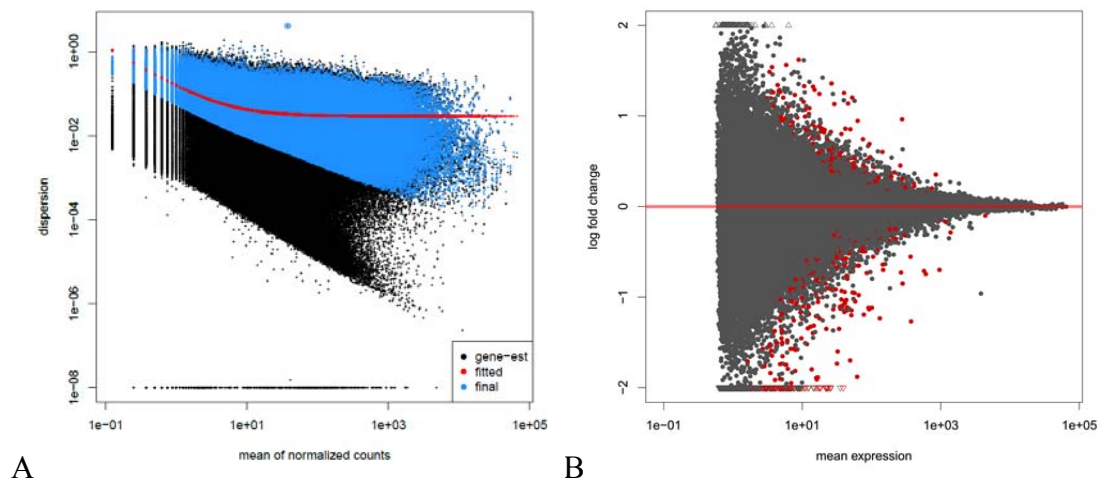 1e+00
1e-02
1e-04
1e-06
1e-08
dispersion
gene-est
fitted
final
1e-01 1e+01 1e+03 1e+05
mean of normalized counts
A
2
1
0
-1
-2
log fold change
1e-01 1e+01 1e+03 1e+05
mean expression
B